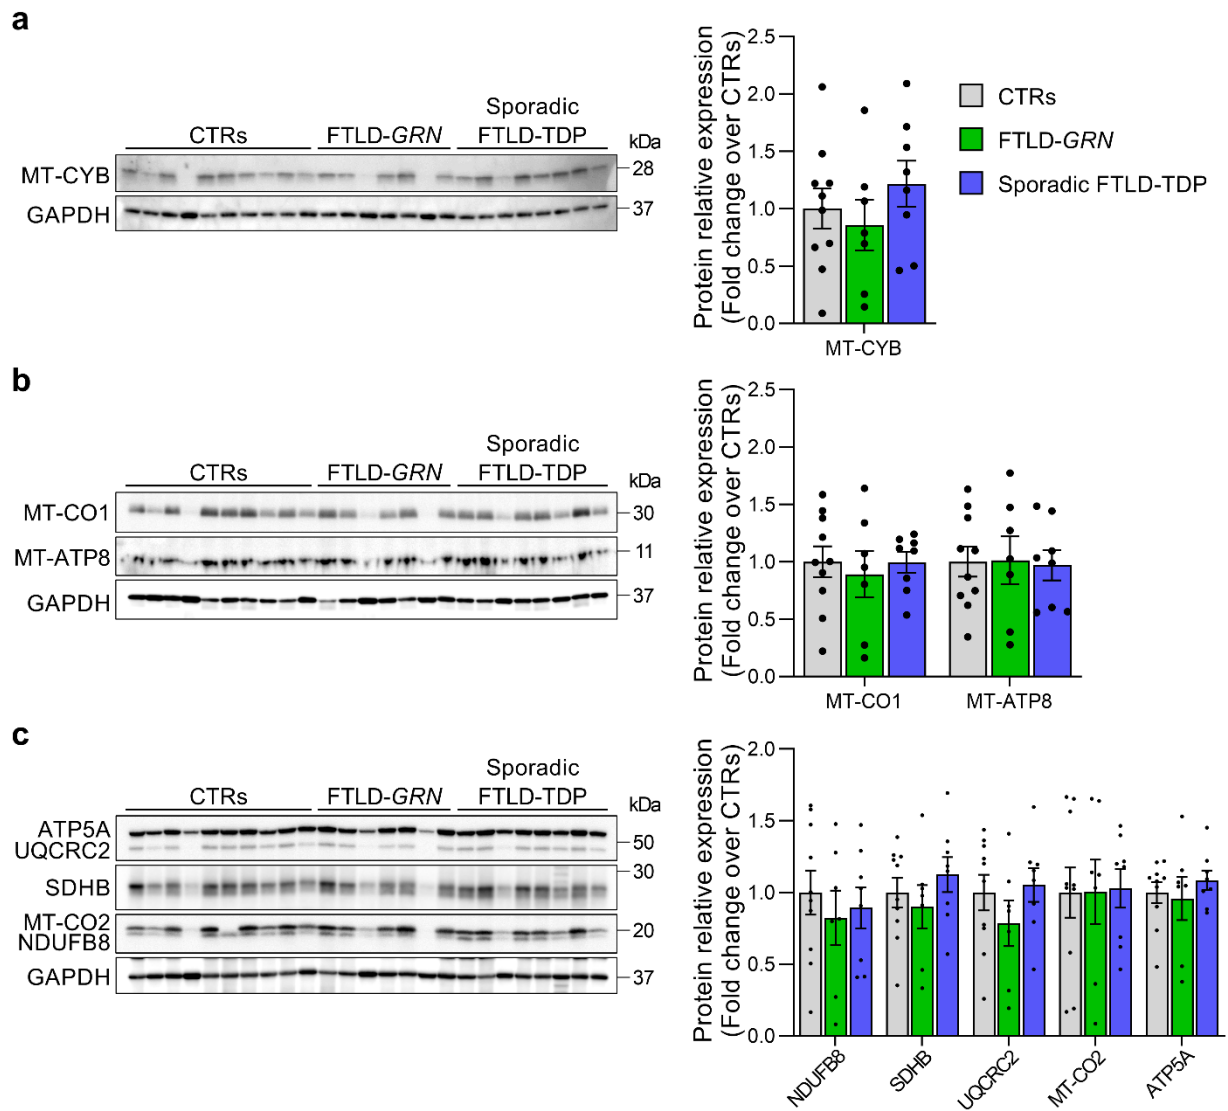 a
Sporadic
CTRs FTLD-GRN FTLD-TDP
kDa
MT-CYB 28
GAPDH 37
Protein relative expression
(Fold change over CTRs)
2.5
2.0
1.5
1.0
0.5
0.0
MT-CYB
CTRs
FTLD-GRN
Sporadic FTLD-TDP
b
Sporadic
CTRs FTLD-GRN FTLD-TDP
kDa
MT-CO1 30
MT-ATP8 11
GAPDH 37
Protein relative expression
(Fold change over CTRs)
2.5
2.0
1.5
1.0
0.5
0.0
MT-CO1 MT-ATP8
c
Sporadic
CTRs FTLD-GRN FTLD-TDP
kDa
ATP5A
UQCRC2 50
30
SDHB
MT-CO2
NDUFB8 20
GAPDH 37
Protein relative expression
(Fold change over CTRs)
2.0
1.5
1.0
0.5
0.0
NDUFB8 SDHB UQCRC2 MT-CO2 ATP5A